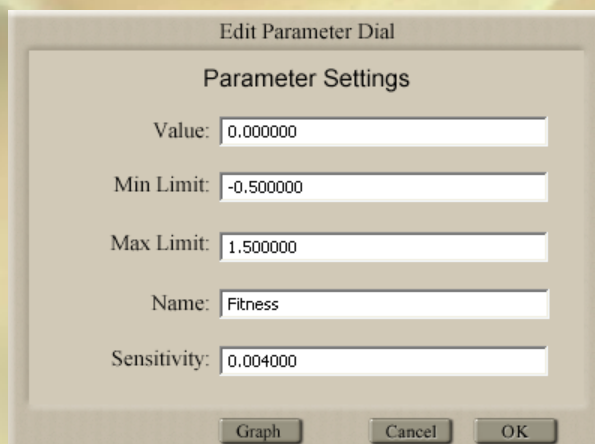 Edit Parameter Dial
Parameter Settings
Value: 0.000000
Min Limit: -0.500000
Max Limit: 1.500000
Name: Fitness
Sensitivity: 0.004000
Graph Cancel OK